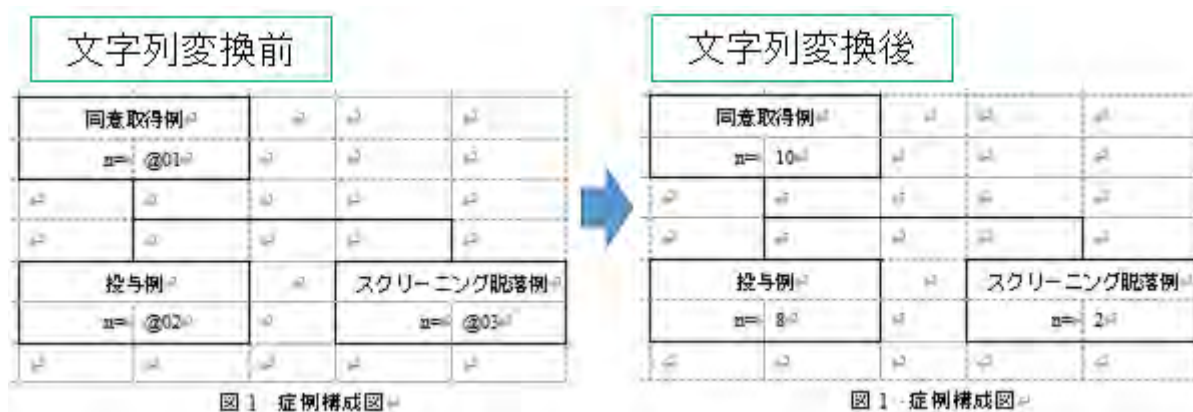 文字列変換前
同意取得例
n= @01
投与例 スクリーニング脱落例
n= @02 n= @03
図 1 症例構成図
文字列変換後
同意取得例
n= 10
投与例 スクリーニング脱落例
n= 8 n= 2
図 1 症例構成図